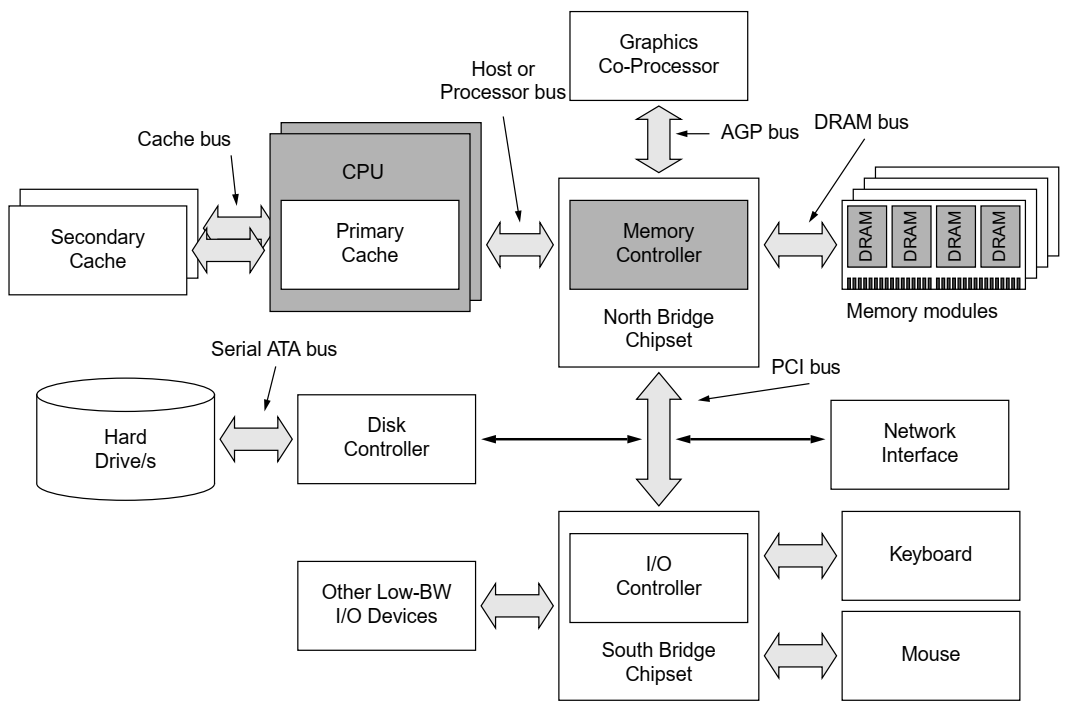 Graphics
Co-Processor
Host or
Processor bus
AGP bus
DRAM bus
Cache bus
CPU
Primary
Cache
Secondary
Cache
Memory
Controller
North Bridge
Chipset
DRAM
DRAM
DRAM
DRAM
Memory modules
Serial ATA bus
PCI bus
Hard
Drive/s
Disk
Controller
Network
Interface
I/O
Controller
South Bridge
Chipset
Keyboard
Other Low-BW
I/O Devices
Mouse